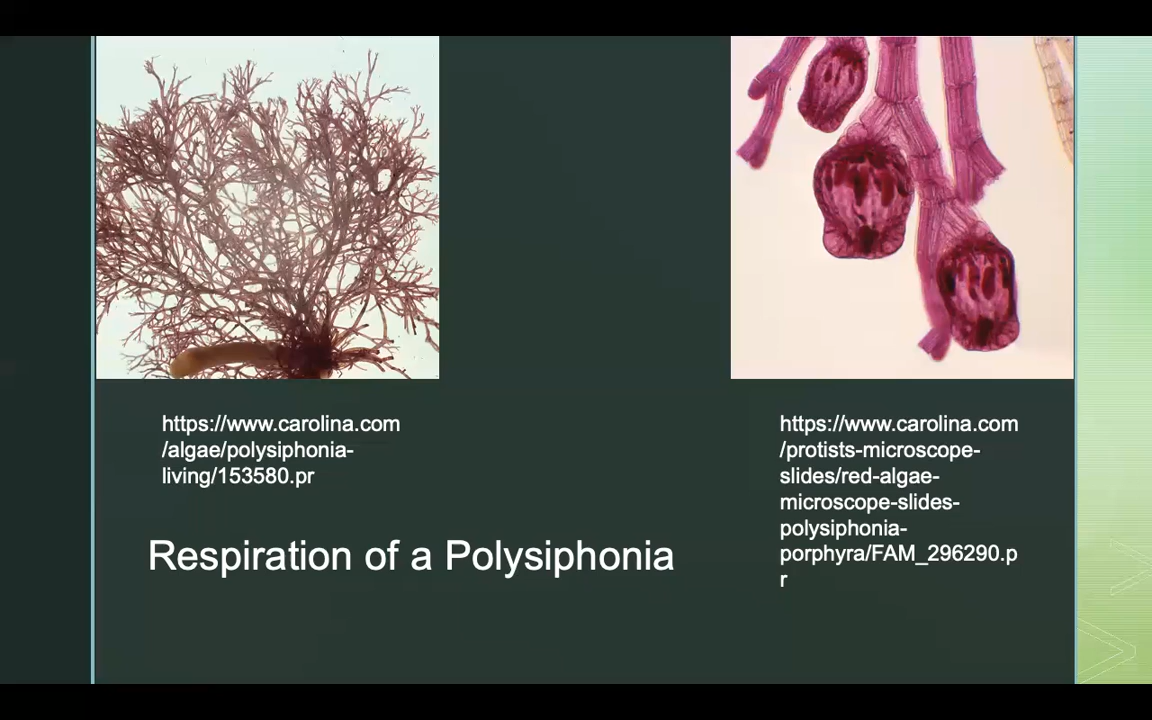 https://www.carolina.com
/algae/polysiphonia-
living/153580.pr
https://www.carolina.com
/protists-microscope-
slides/red-algae-
microscope-slides-
polysiphonia-
porphyra/FAM_296290.p
r
Respiration of a Polysiphonia